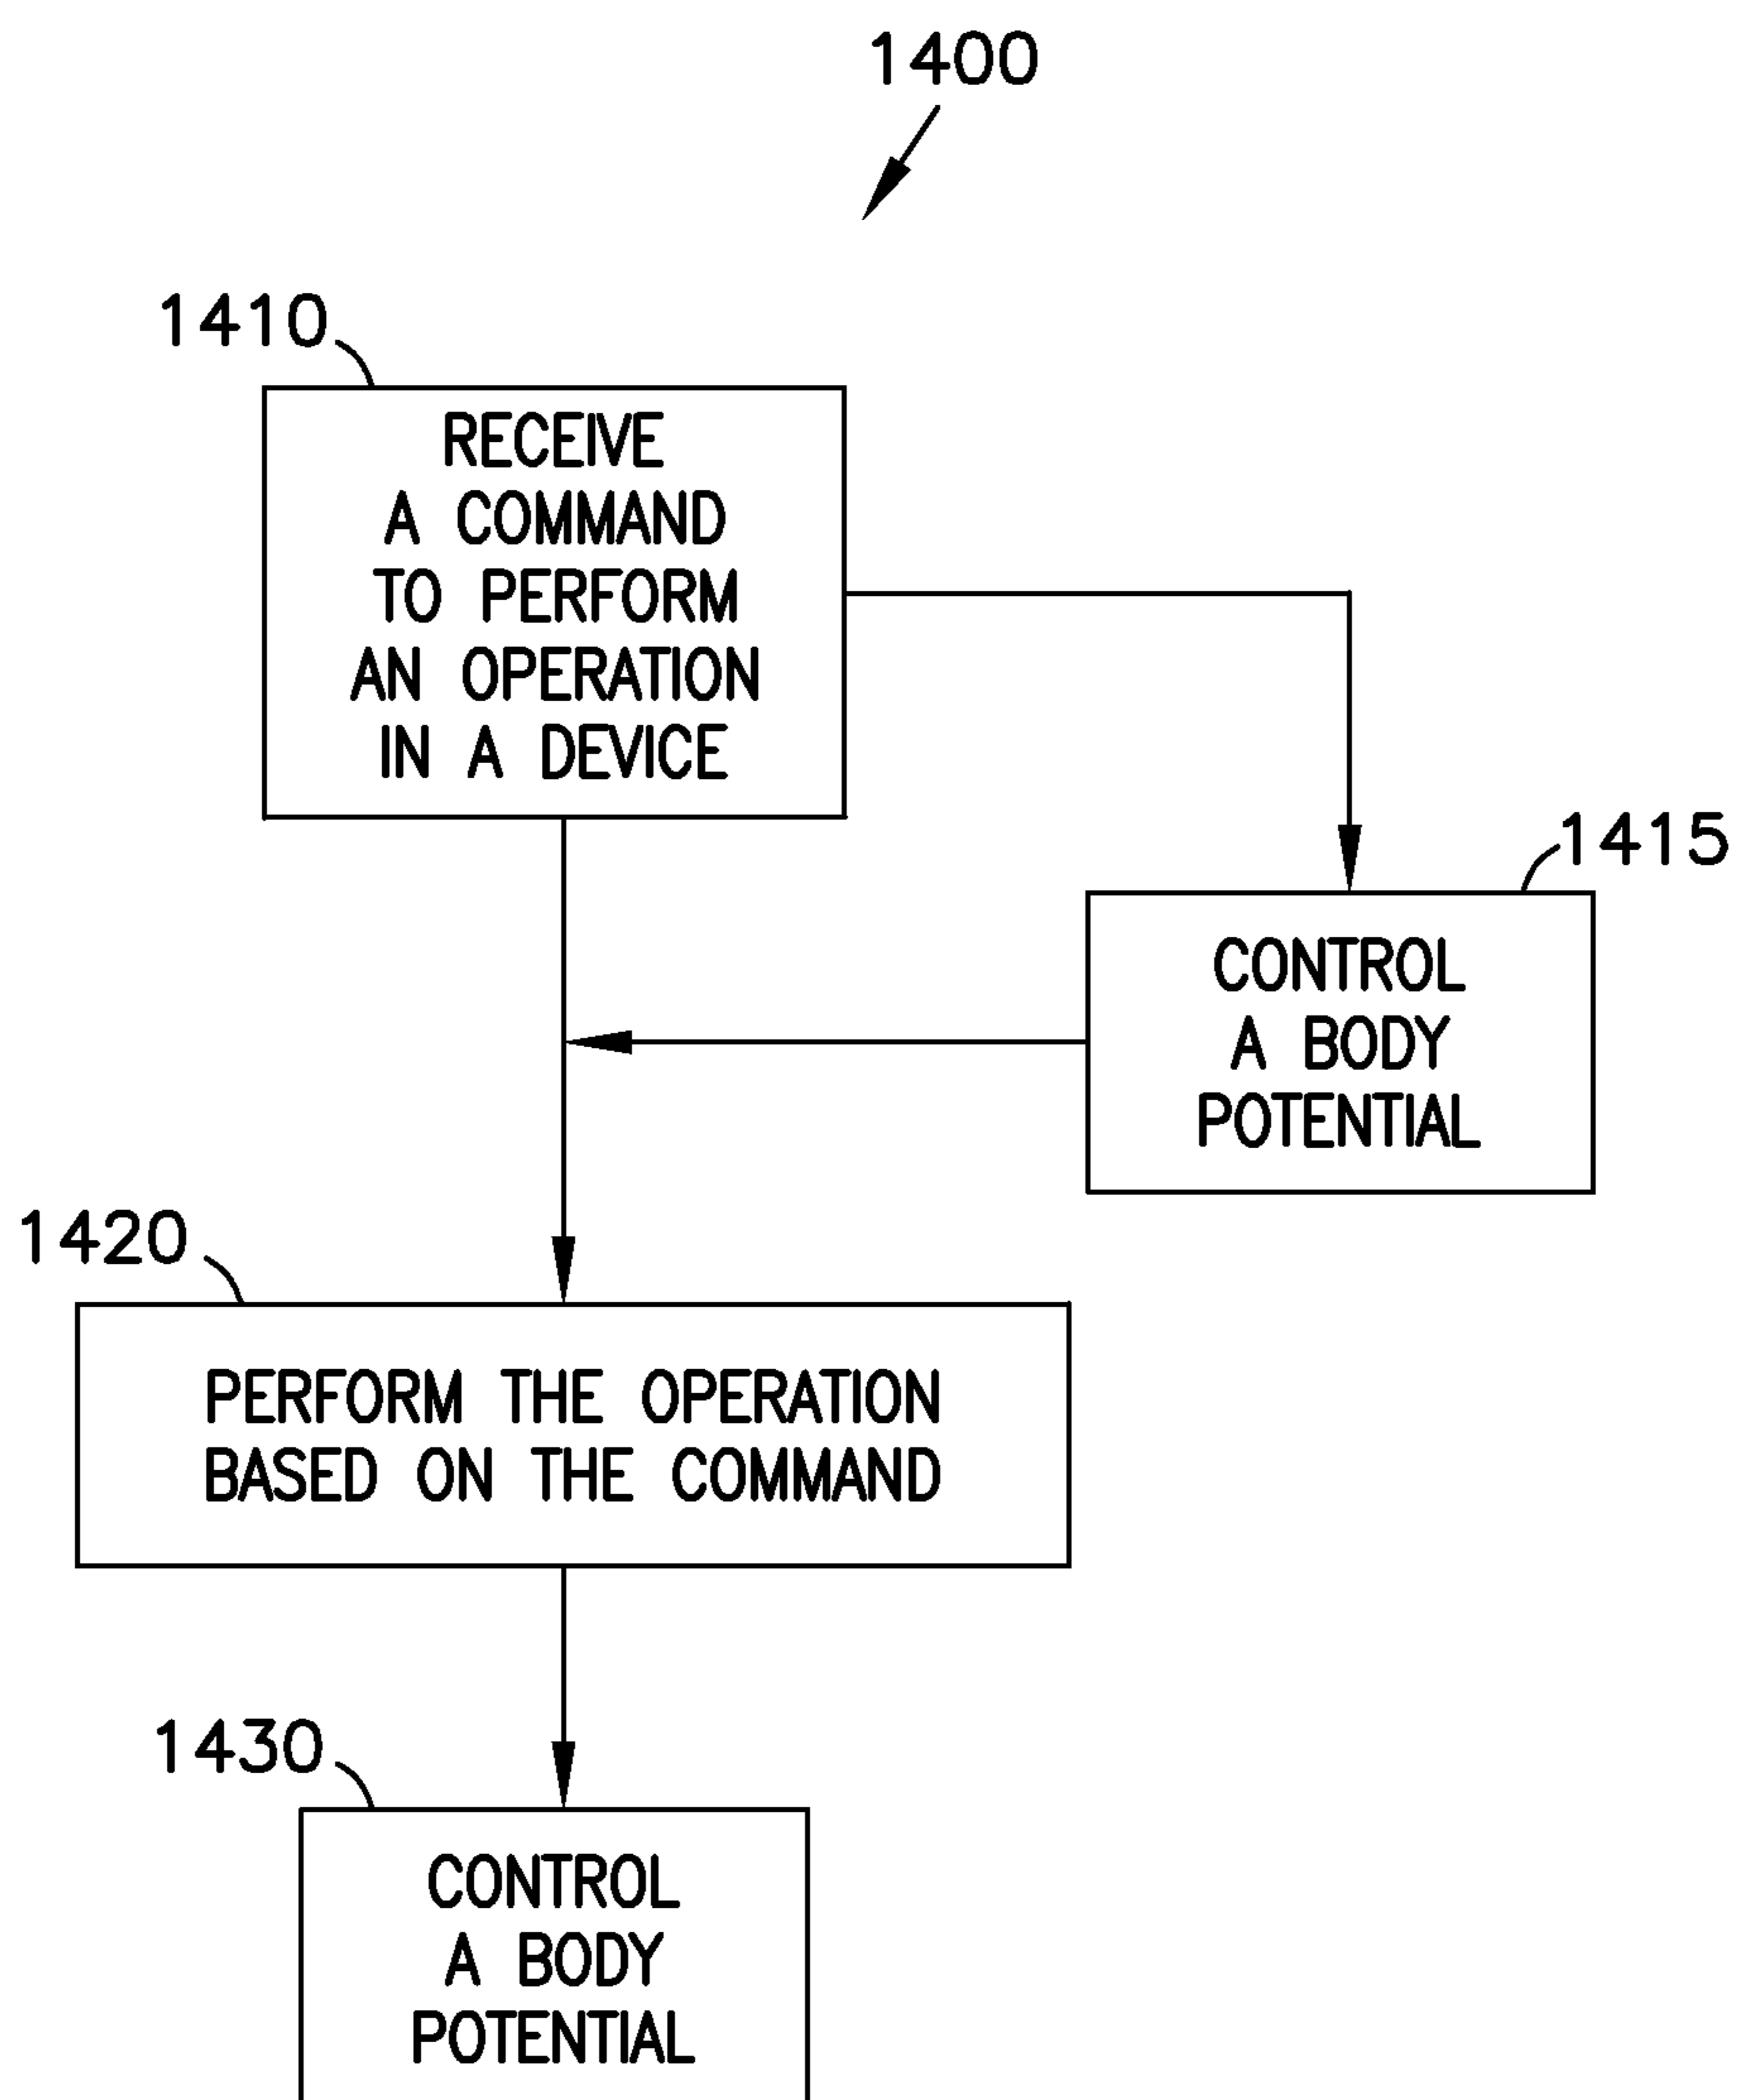 1400
1410
RECEIVE
A COMMAND
TO PERFORM
AN OPERATION
IN A DEVICE
1415
CONTROL
A BODY
POTENTIAL
1420
PERFORM THE OPERATION
BASED ON THE COMMAND
1430
CONTROL
A BODY
POTENTIAL